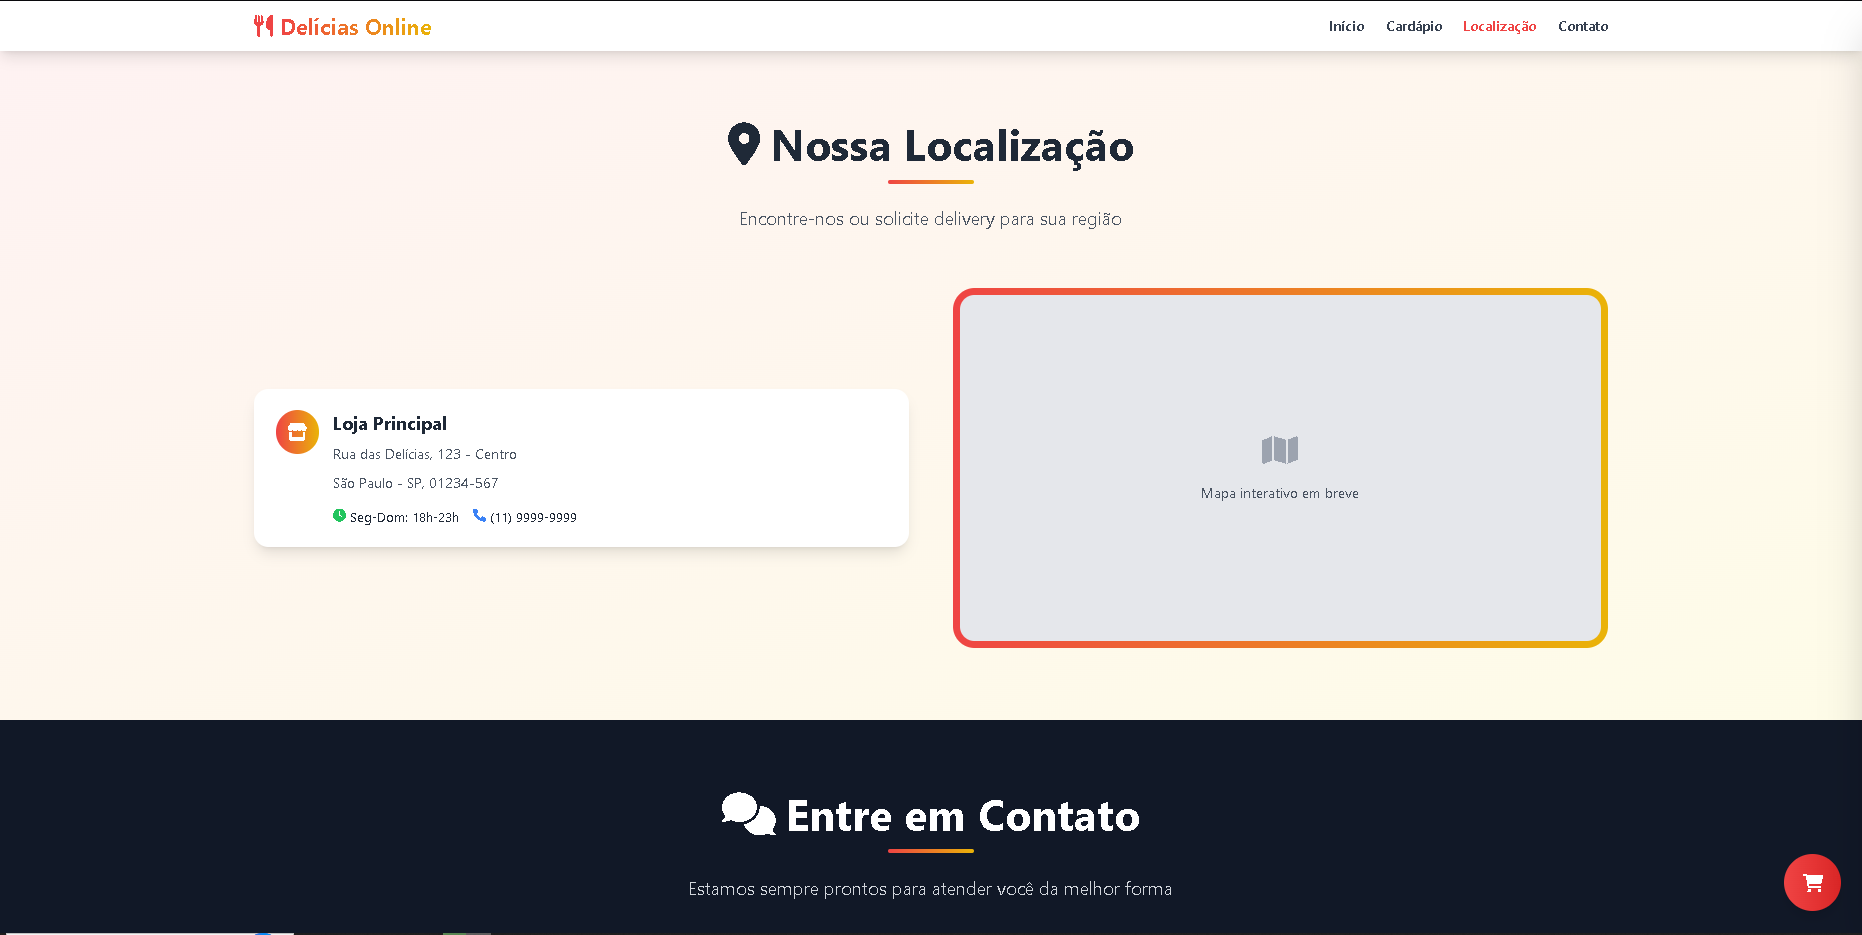 Delícias Online
Início Cardápio Localização Contato
Nossa Localização
Encontre-nos ou solicite delivery para sua região
Loja Principal
Rua das Delícias, 123 - Centro
São Paulo - SP, 01234-567
Seg-Dom: 18h-23h (11) 9999-9999
Mapa interativo em breve
Entre em Contato
Estamos sempre prontos para atender você da melhor forma